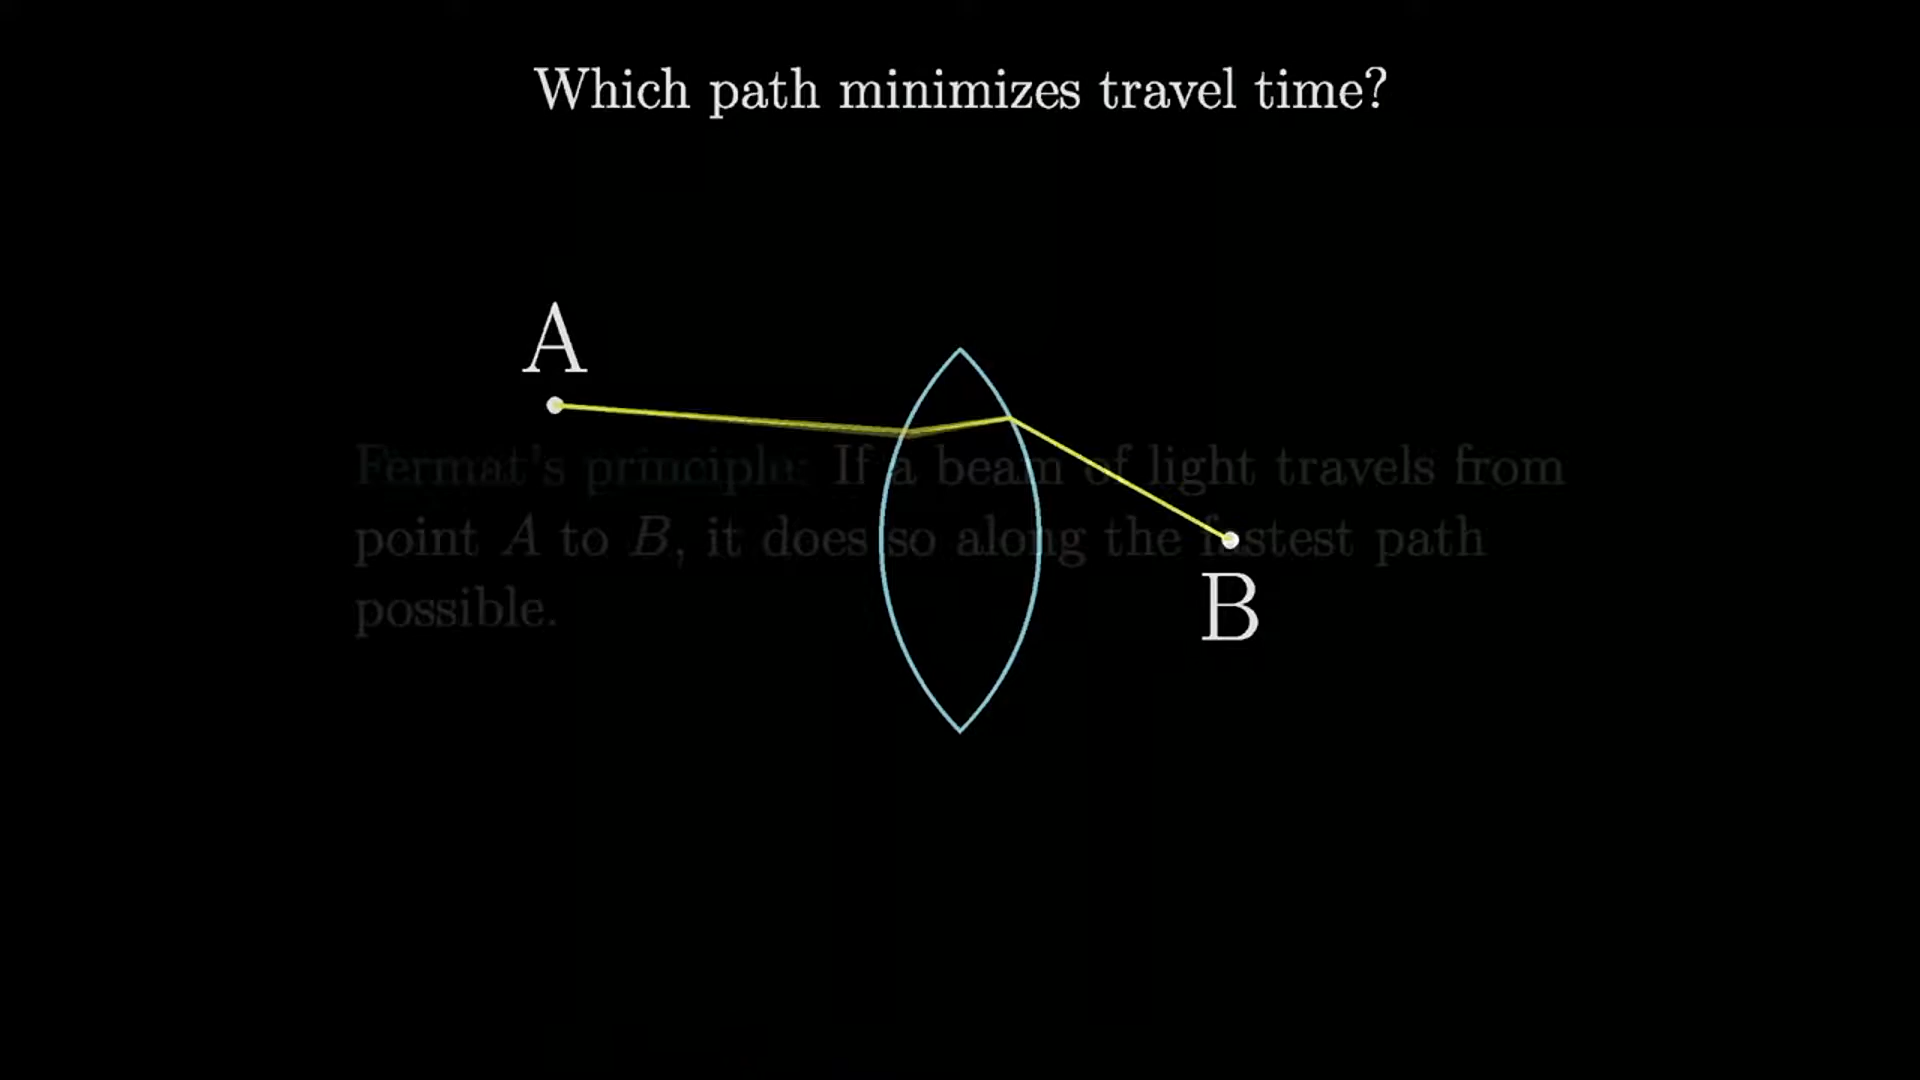 Which path minimizes travel time?
A
Fermat's principle: If a beam of light travels from
point A to B, it does so along the fastest path
possible.
B